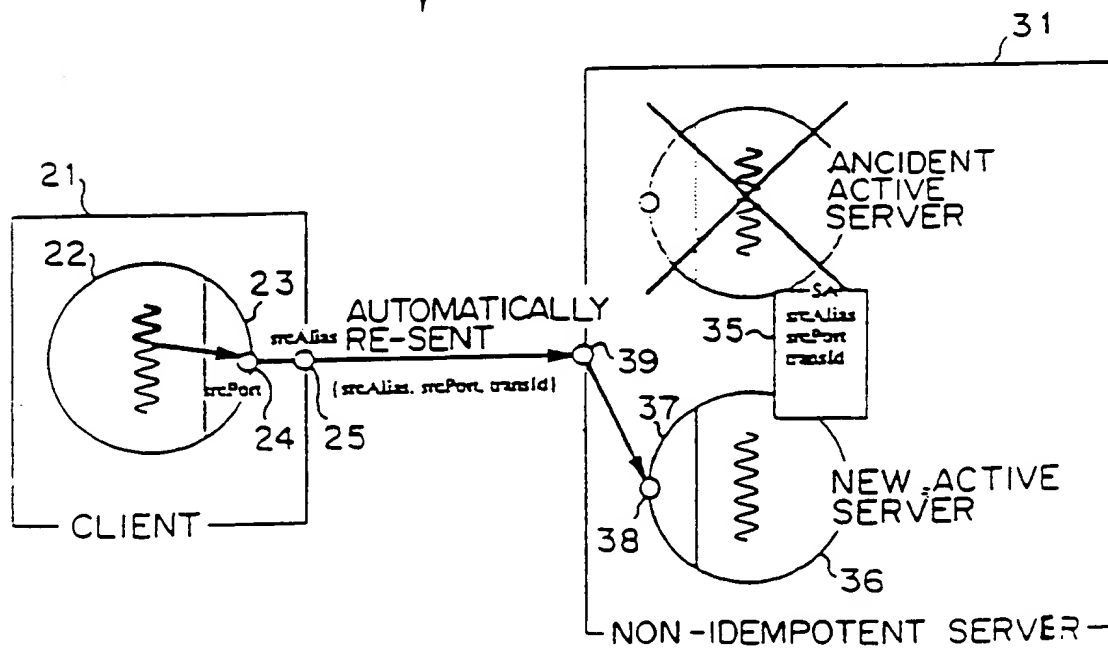 31
ANCIDENT
ACTIVE
SERVER
21
22
23
AUTOMATICALLY
RE-SENT
srcAlias
srcPort
{srcAlias, srcPort, transId}
24
25
39
SA
35
srcAlias
srcPort
transId
37
38
NEW ACTIVE
SERVER
36
CLIENT
NON-IDEMPOTENT SERVER